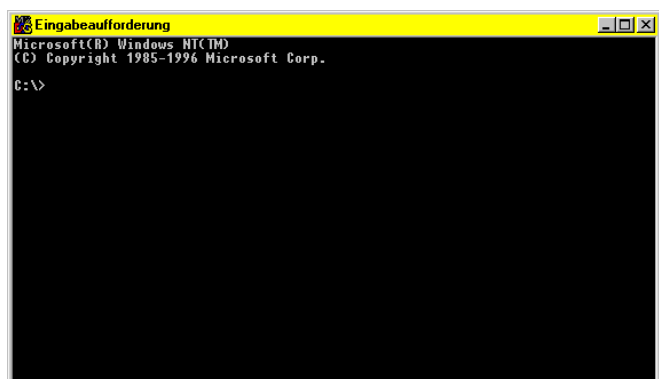 Eingabeaufforderung
Microsoft(R) Windows NT(TM)
(C) Copyright 1985-1996 Microsoft Corp.
C:\>